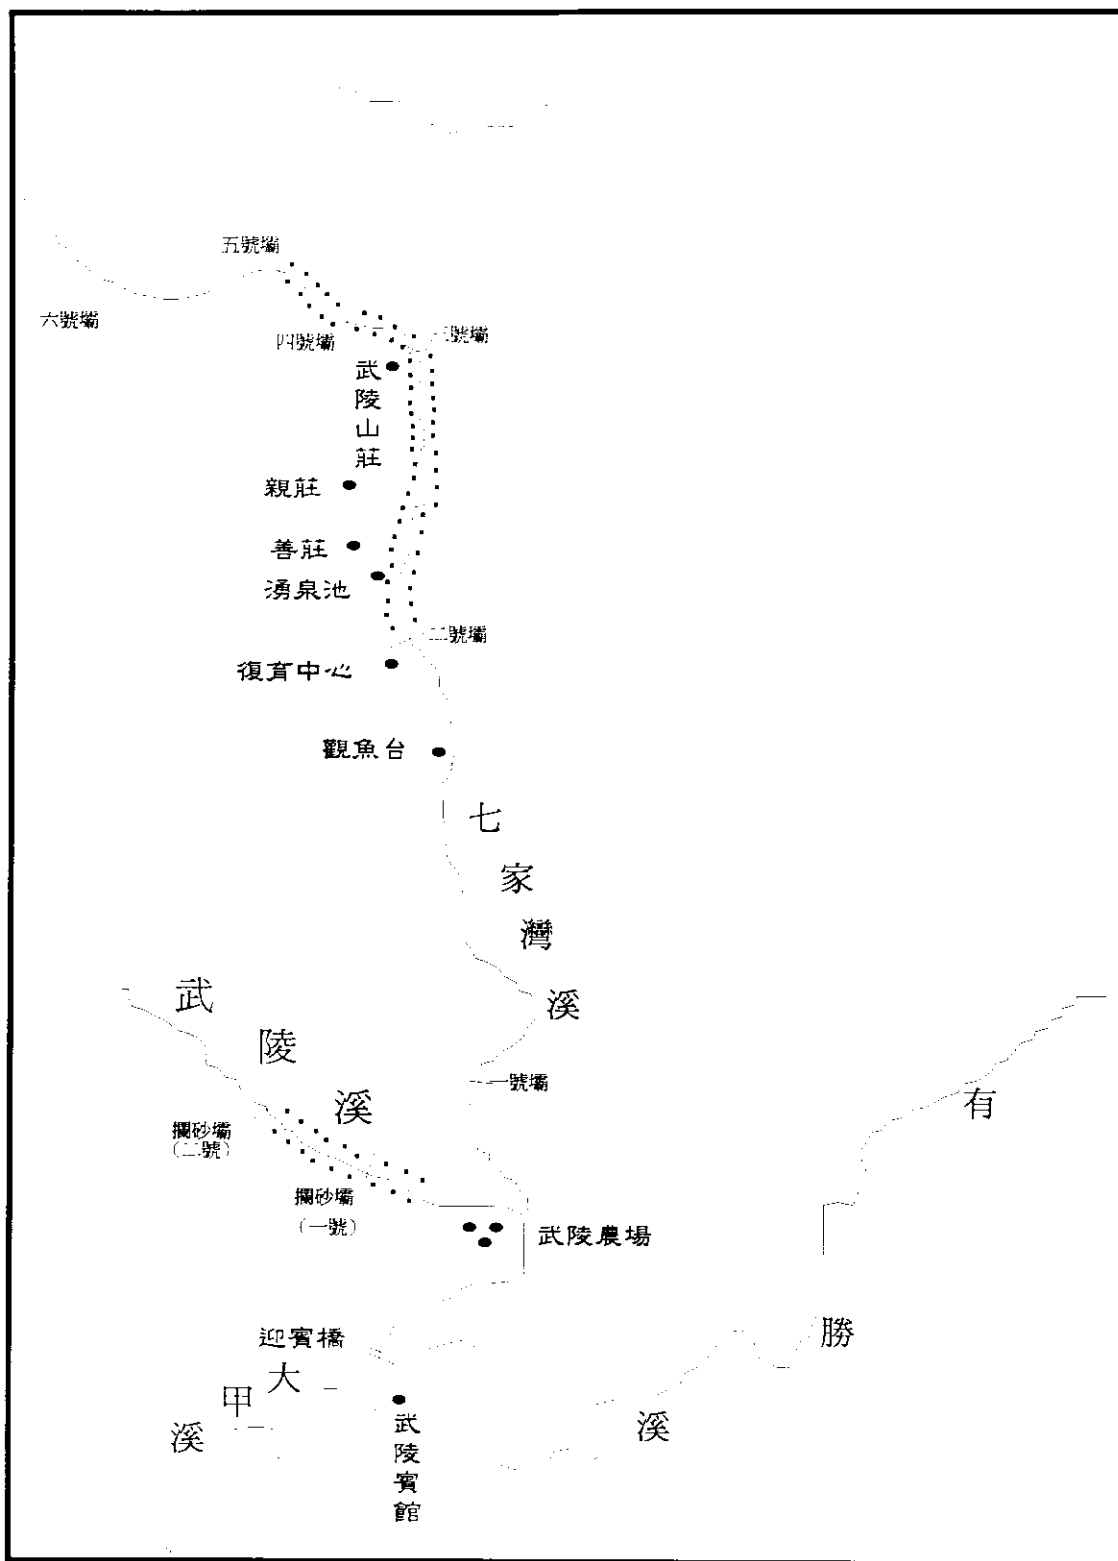 五號壩
六號壩
四號壩
三號壩
武陵山莊
親莊
善莊
湧泉池
二號壩
復育中心
觀魚台
七家灣溪
武陵溪
一號壩
有勝溪
攔砂壩
(二號)
攔砂壩
(一號)
武陵農場
迎賓橋
大甲溪
武陵賓館